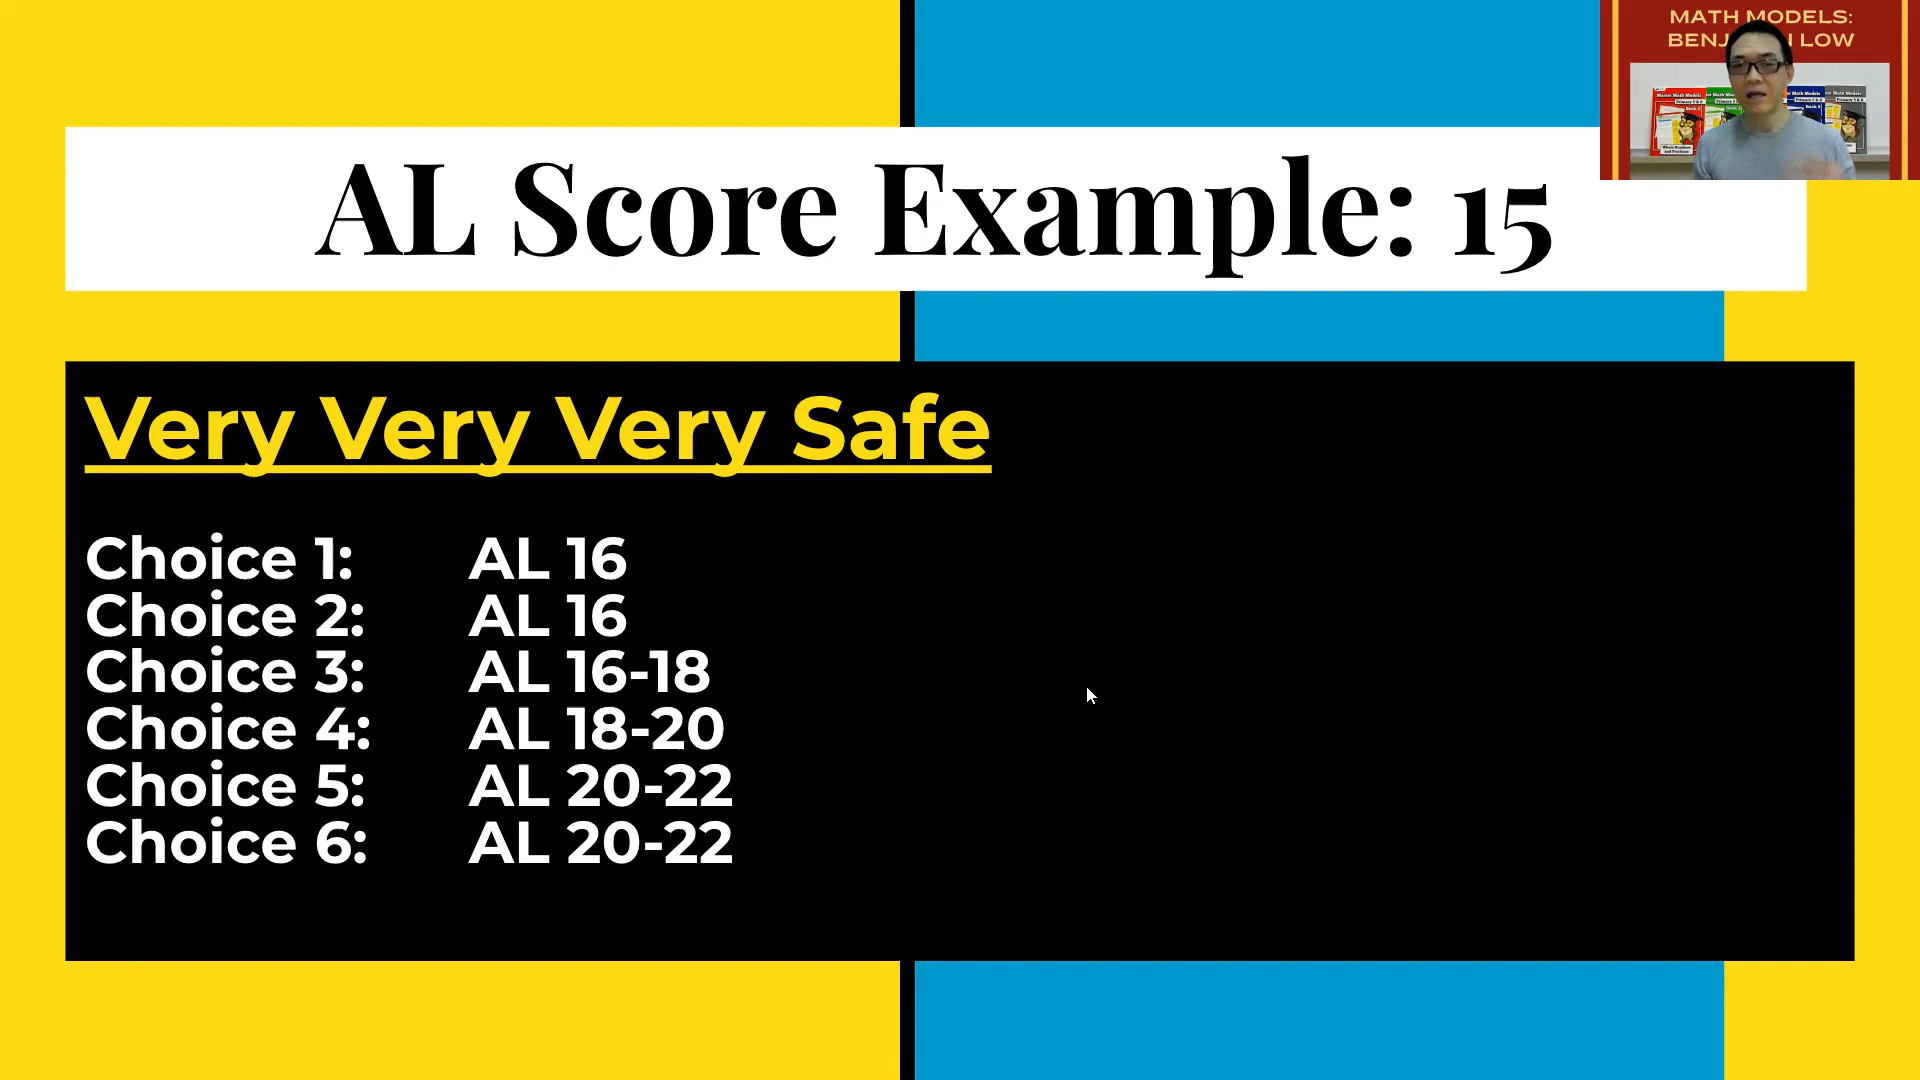 MATH MODELS:
BENJ N LOW
AL Score Example: 15
Very Very Very Safe
Choice 1: AL 16
Choice 2: AL 16
Choice 3: AL 16-18
Choice 4: AL 18-20
Choice 5: AL 20-22
Choice 6: AL 20-22